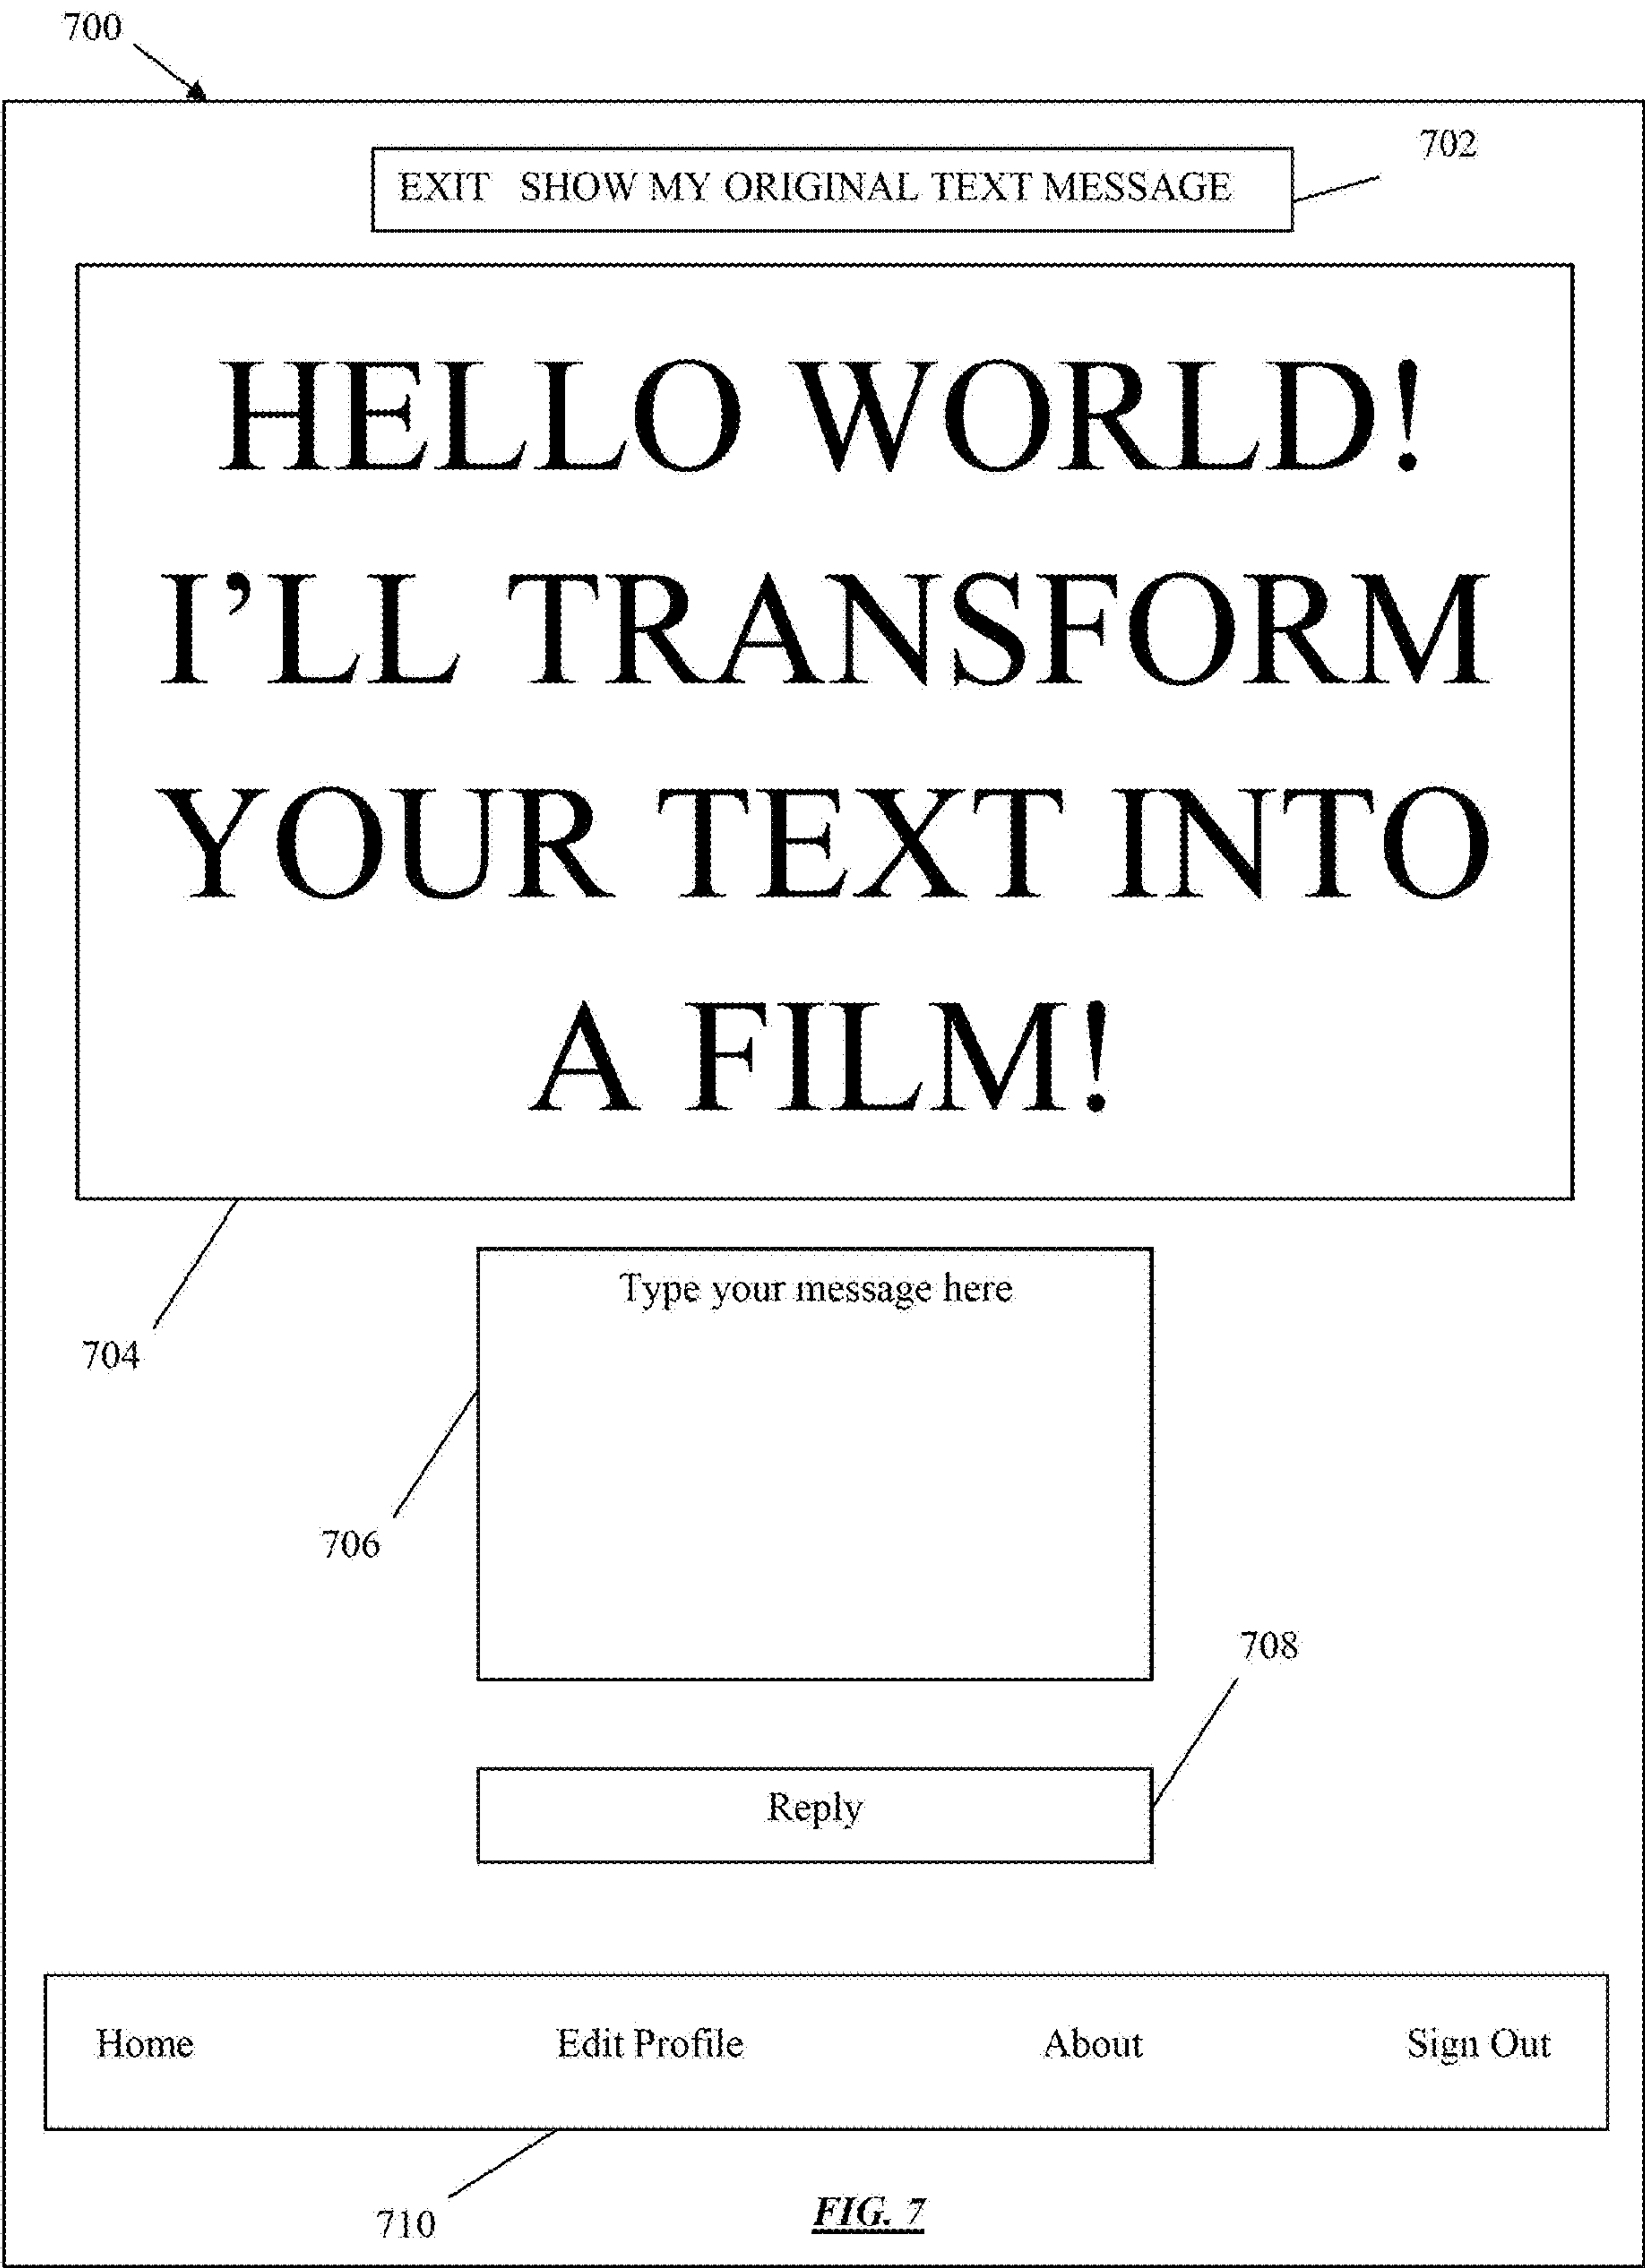 700
702
EXIT SHOW MY ORIGINAL TEXT MESSAGE
HELLO WORLD!
I’LL TRANSFORM
YOUR TEXT INTO
A FILM!
704
Type your message here
706
708
Reply
Home Edit Profile About Sign Out
710
FIG. 7